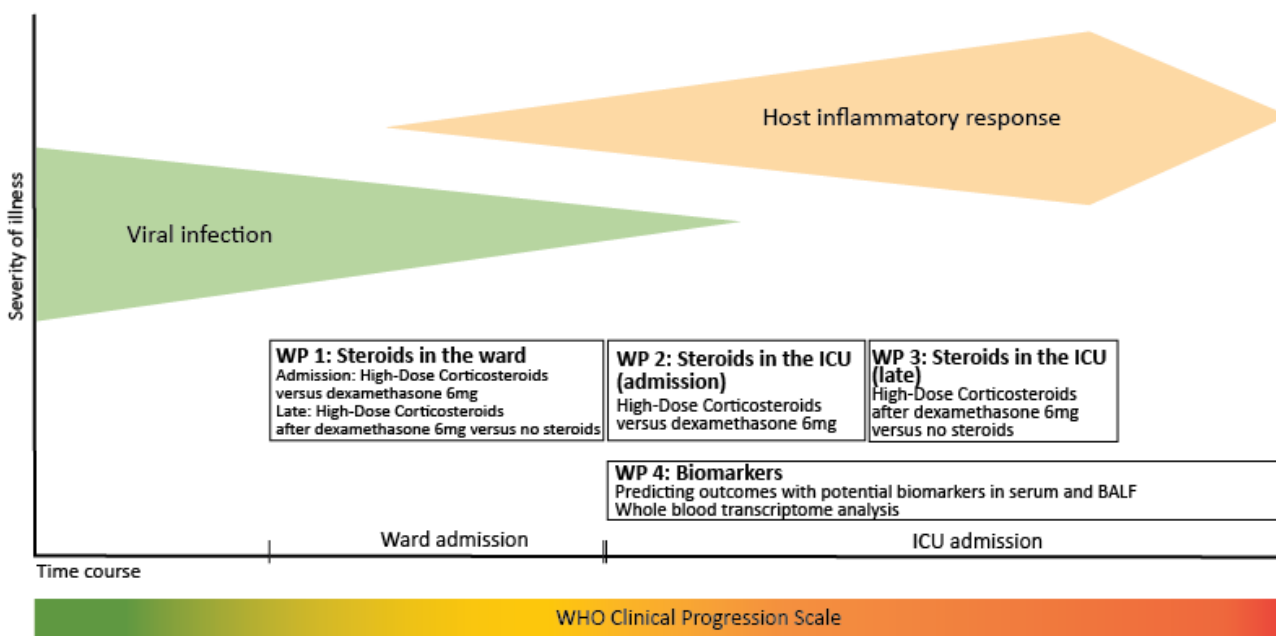 Severity of illness
Host inflammatory response
Viral infection
WP 1: Steroids in the ward
Admission: High-Dose Corticosteroids
versus dexamethasone 6mg
Late: High-Dose Corticosteroids
after dexamethasone 6mg versus no steroids
WP 2: Steroids in the ICU
(admission)
High-Dose Corticosteroids
versus dexamethasone 6mg
WP 3: Steroids in the ICU
(late)
High-Dose Corticosteroids
after dexamethasone 6mg
versus no steroids
WP 4: Biomarkers
Predicting outcomes with potential biomarkers in serum and BALF
Whole blood transcriptome analysis
Ward admission
ICU admission
Time course
WHO Clinical Progression Scale